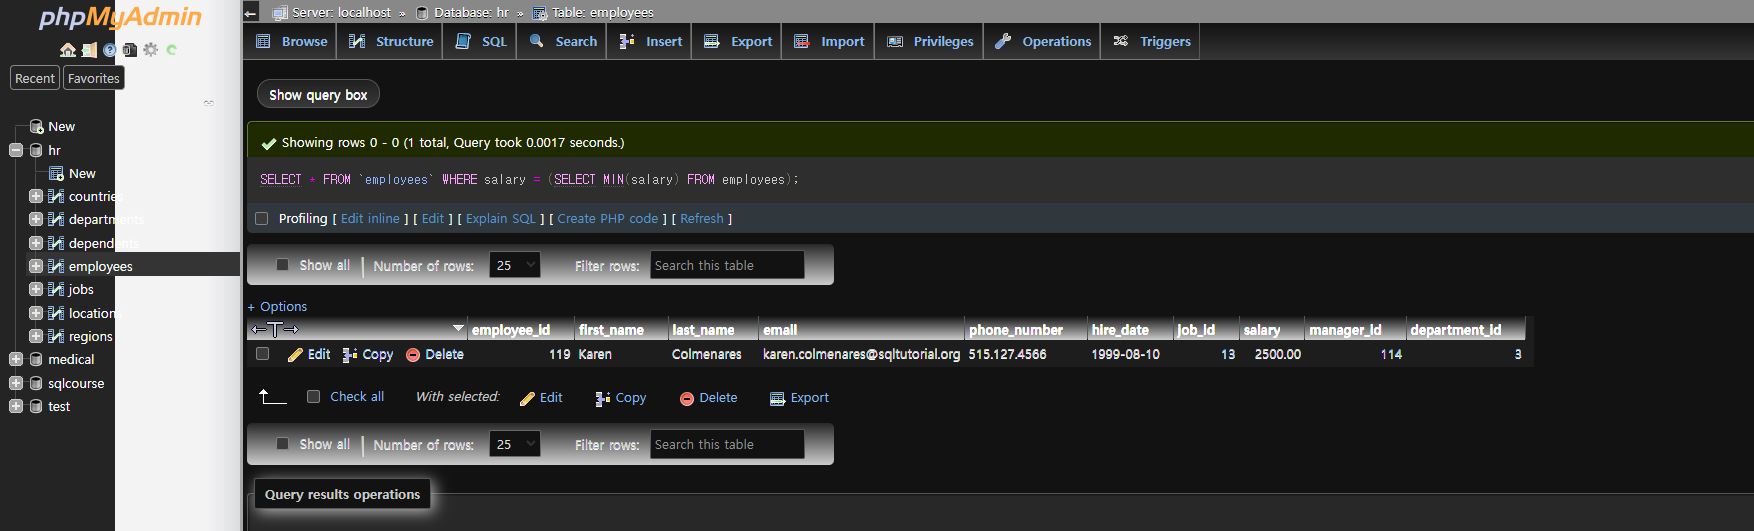 phpMyAdmin
Recent Favorites
New
hr
New
countries
departments
dependents
employees
jobs
locations
regions
medical
sqlcourse
test
Server: localhost » Database: hr » Table: employees
Browse Structure SQL Search Insert Export Import Privileges Operations Triggers
Show query box
Showing rows 0 - 0 (1 total, Query took 0.0017 seconds.)
SELECT * FROM `employees` WHERE salary = (SELECT MIN(salary) FROM employees);
Profiling [ Edit inline ] [ Edit ] [ Explain SQL ] [ Create PHP code ] [ Refresh ]
Show all Number of rows: 25 Filter rows: Search this table
+ Options
←T→ employee_id first_name last_name email phone_number hire_date job_id salary manager_id department_id
Edit Copy Delete 119 Karen Colmenares karen.colmenares@sqltutorial.org 515.127.4566 1999-08-10 13 2500.00 114 3
Check all With selected: Edit Copy Delete Export
Show all Number of rows: 25 Filter rows: Search this table
Query results operations